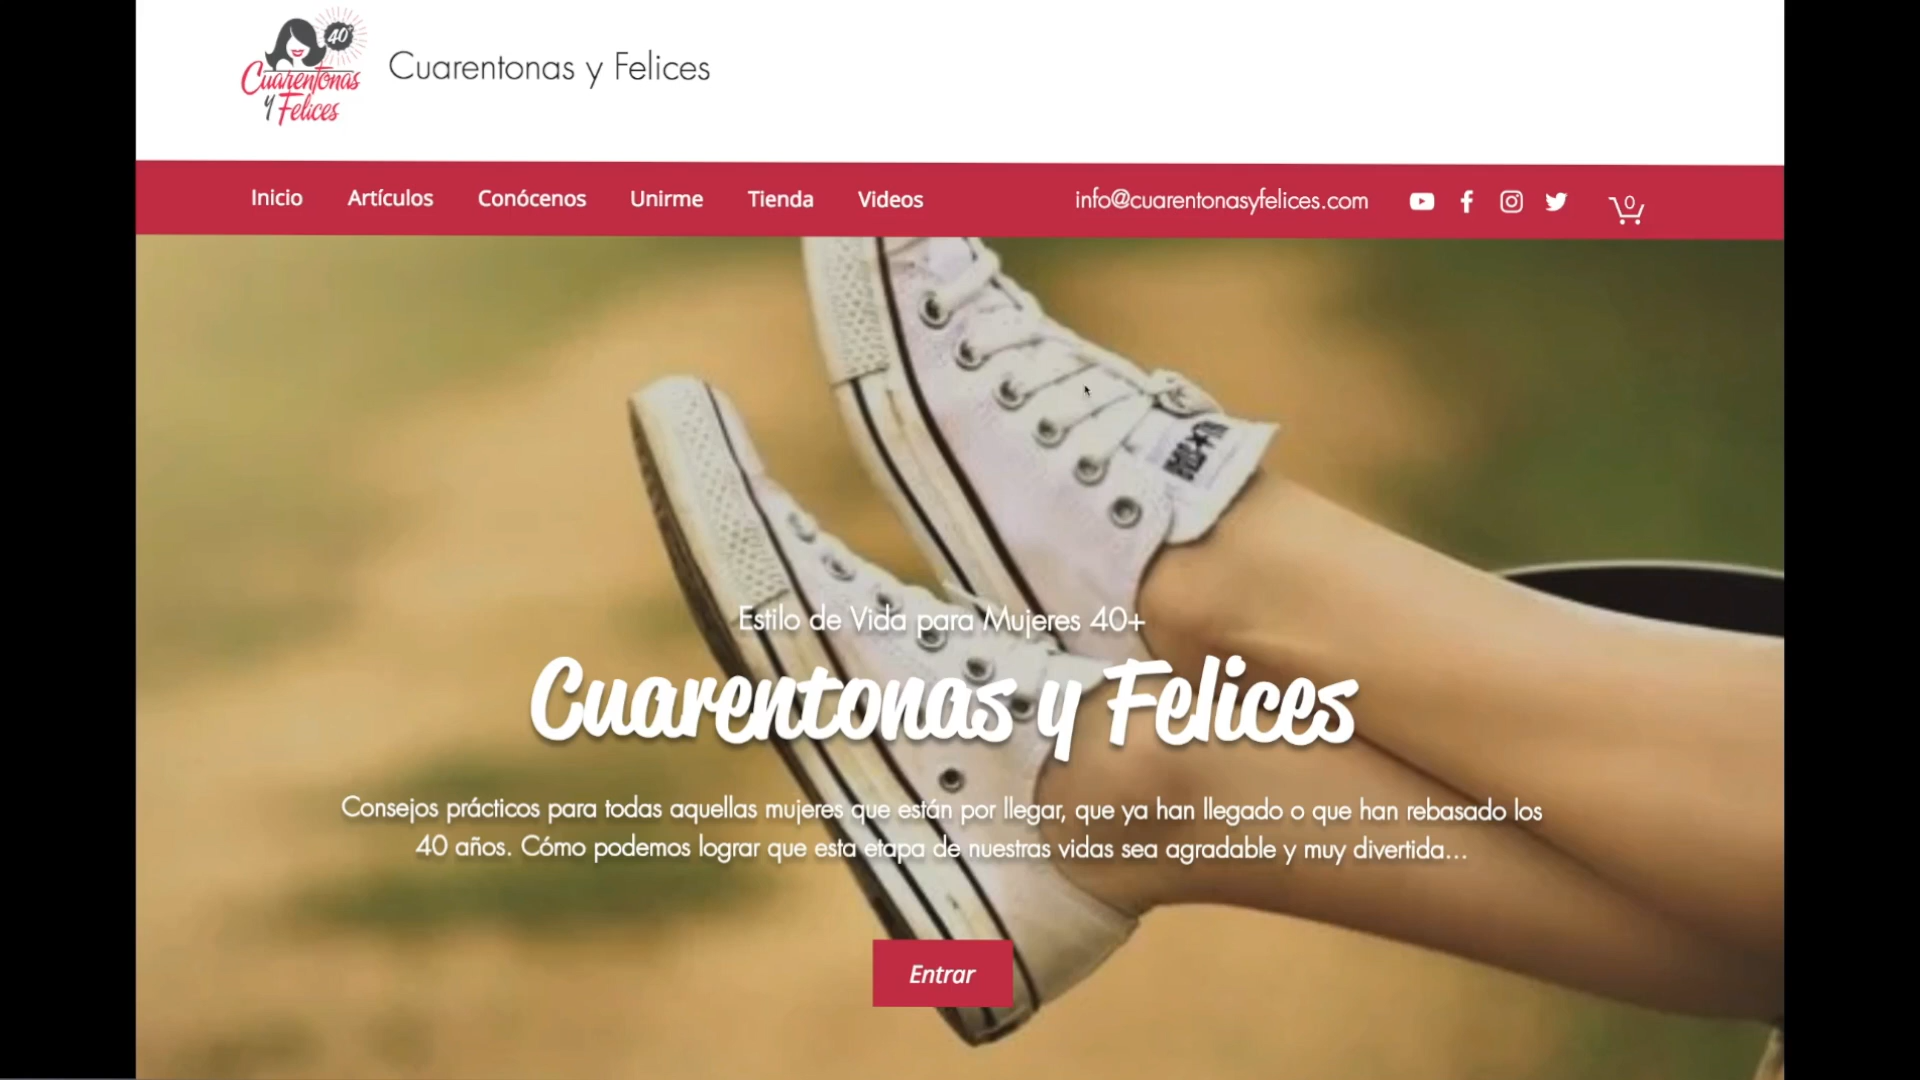 40
Cuarentonas
y Felices
Cuarentonas y Felices
Inicio Artículos Conócenos Unirme Tienda Videos info@cuarentonasyfelices.com 0
Estilo de Vida para Mujeres 40+
Cuarentonas y Felices
Consejos prácticos para todas aquellas mujeres que están por llegar, que ya han llegado o que han rebasado los
40 años. Cómo podemos lograr que esta etapa de nuestras vidas sea agradable y muy divertida...
Entrar